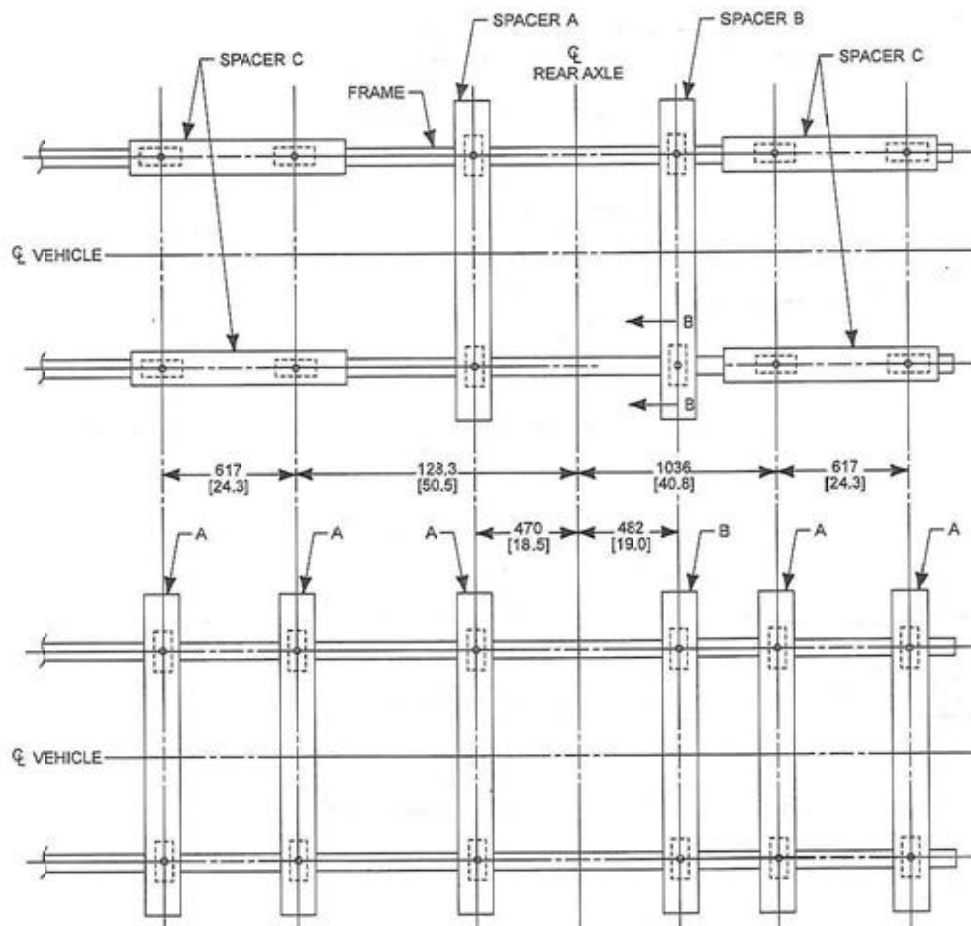 SPACER A
SPACER B
℄
REAR AXLE
SPACER C
SPACER C
FRAME
℄ VEHICLE
B
B
617
[24.3]
128.3
[50.5]
1036
[40.8]
617
[24.3]
470
[18.5]
482
[19.0]
A
A
A
B
A
A
℄ VEHICLE